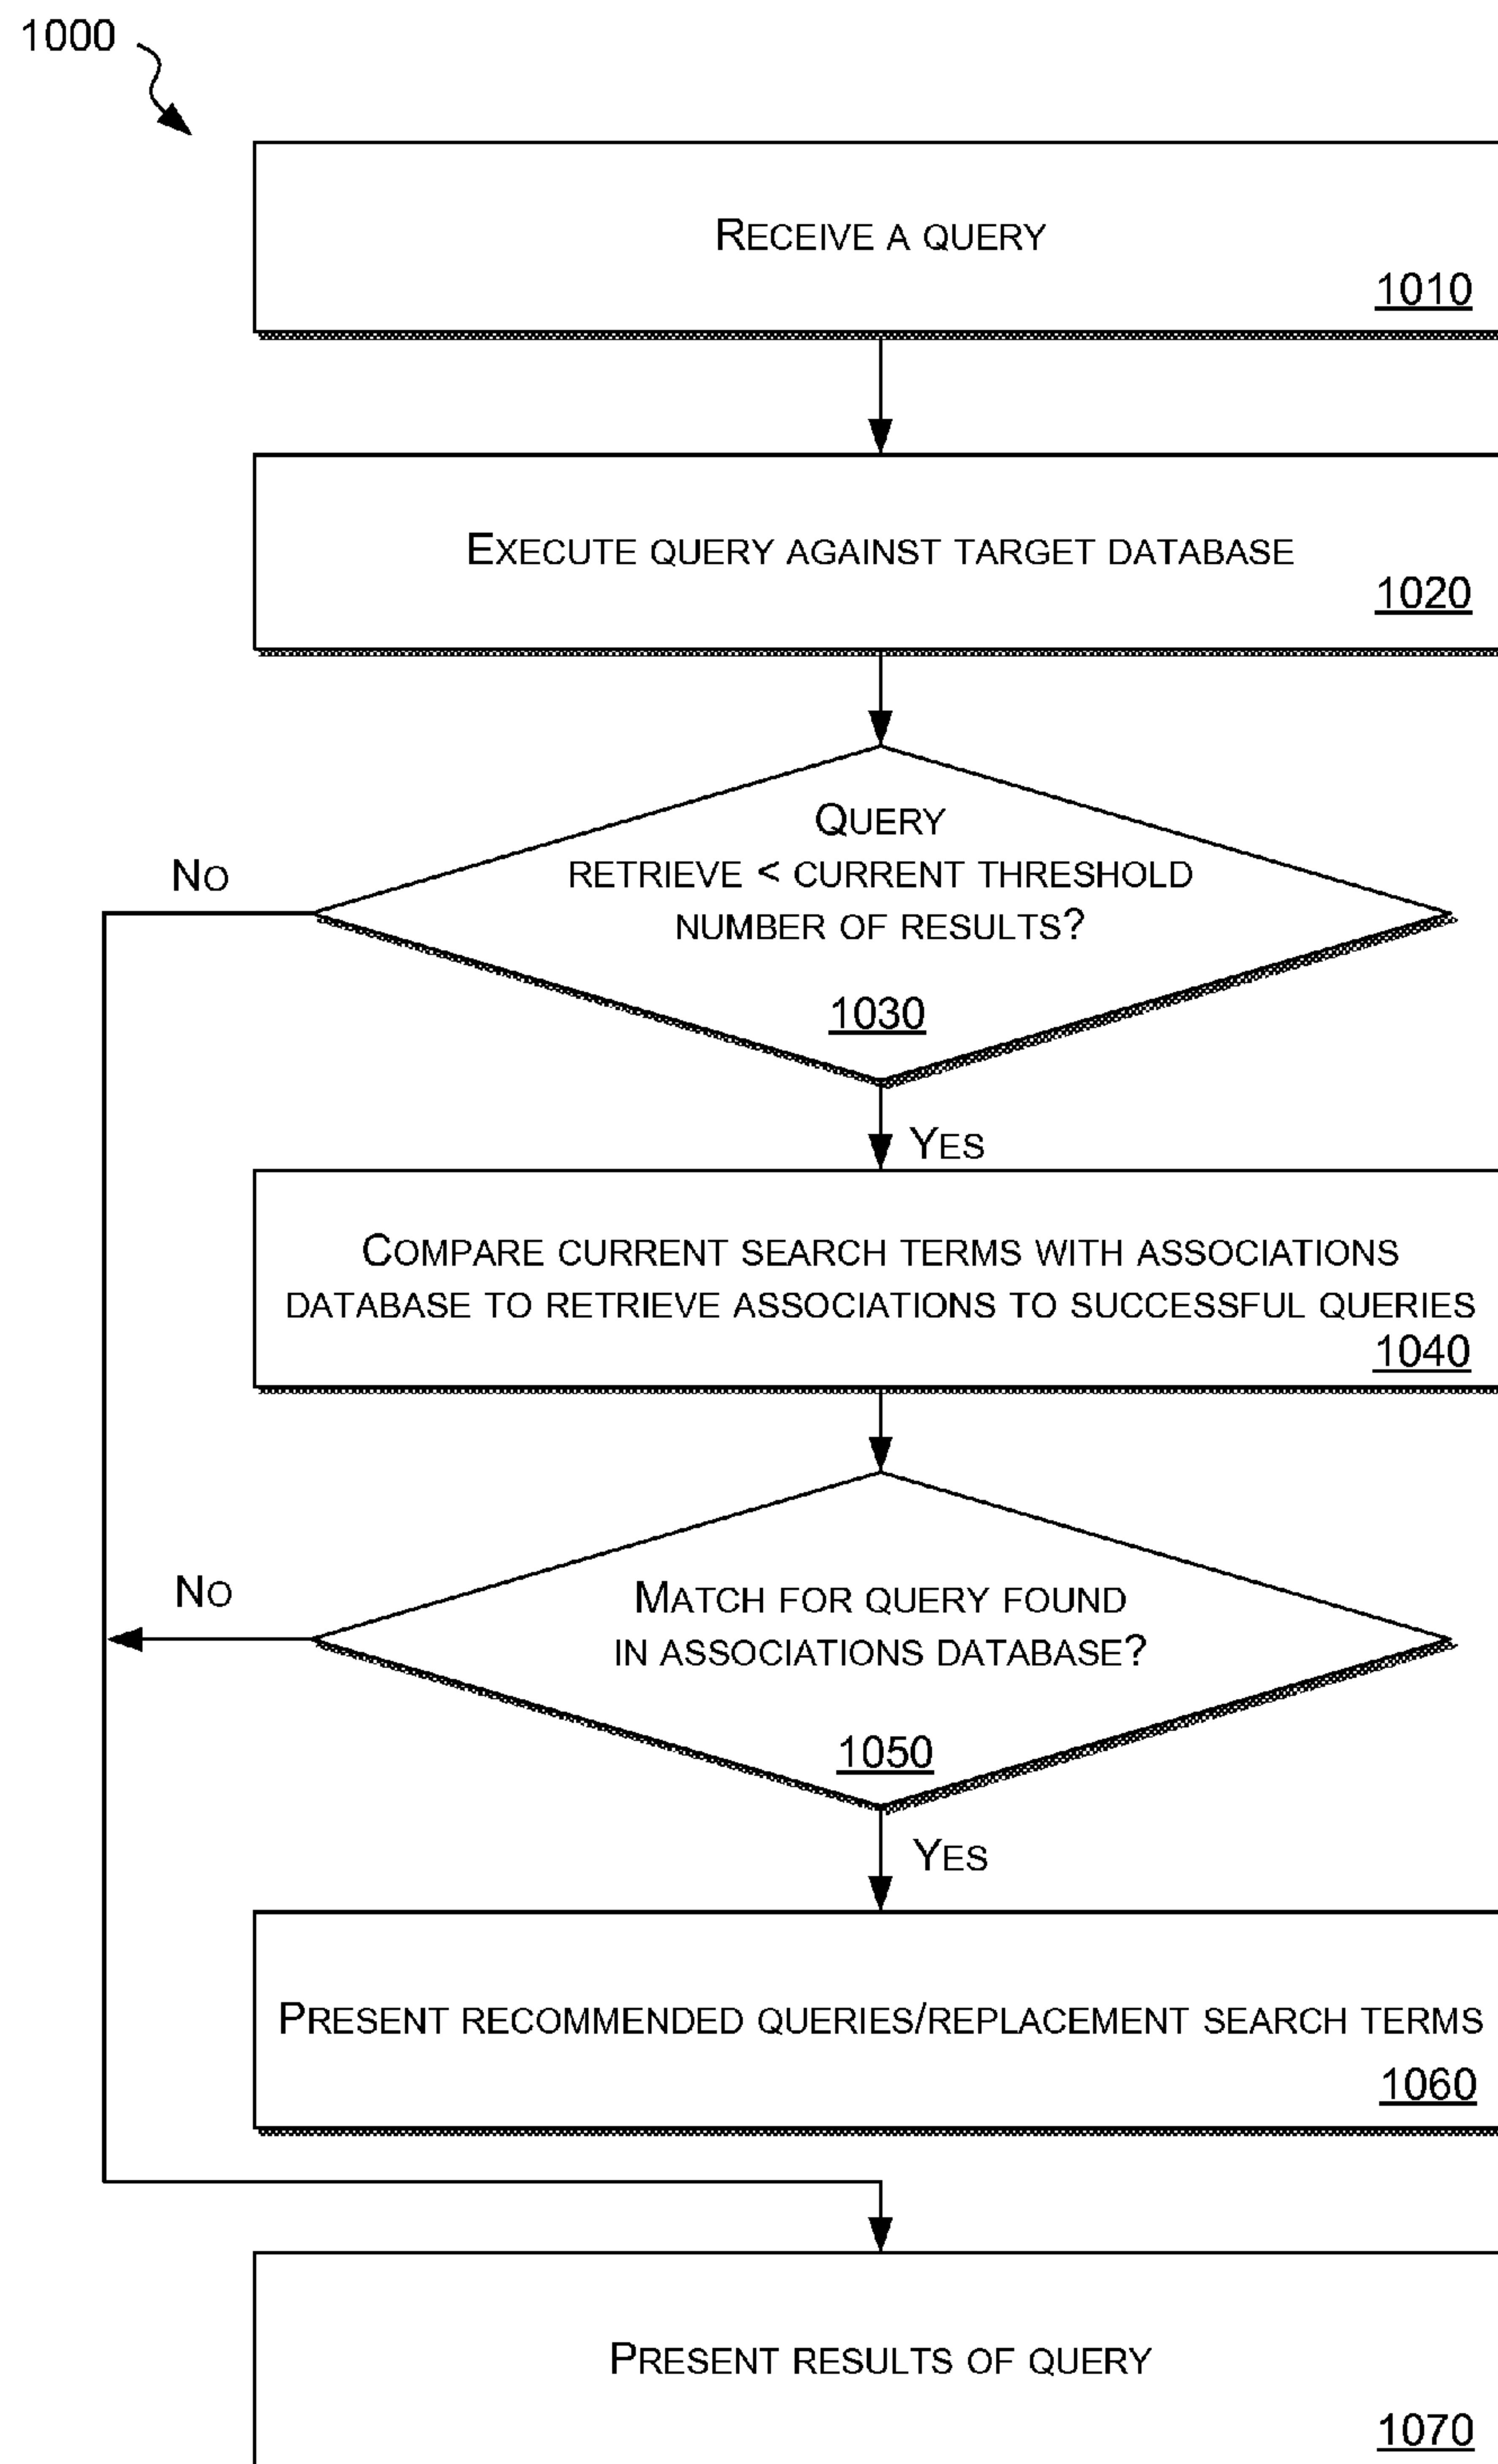 1000
RECEIVE A QUERY
1010
EXECUTE QUERY AGAINST TARGET DATABASE
1020
QUERY
RETRIEVE < CURRENT THRESHOLD
NUMBER OF RESULTS?
NO
1030
YES
COMPARE CURRENT SEARCH TERMS WITH ASSOCIATIONS
DATABASE TO RETRIEVE ASSOCIATIONS TO SUCCESSFUL QUERIES
1040
NO
MATCH FOR QUERY FOUND
IN ASSOCIATIONS DATABASE?
1050
YES
PRESENT RECOMMENDED QUERIES/REPLACEMENT SEARCH TERMS
1060
PRESENT RESULTS OF QUERY
1070